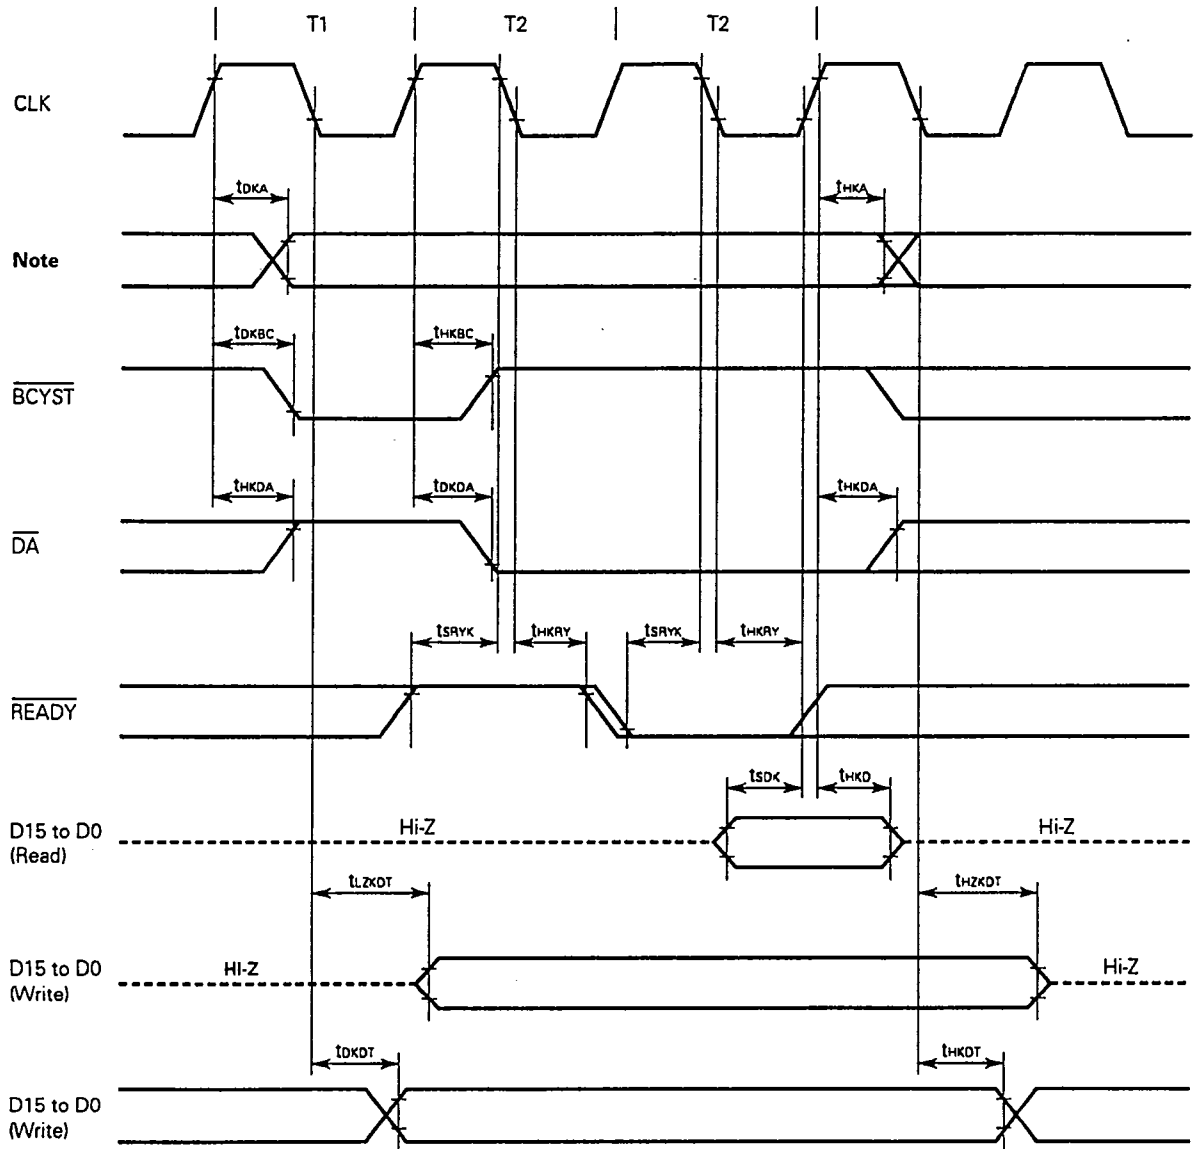 T1 T2 T2
CLK
tDKA tHKA
Note
tDKBC tHKBC
BCYST
tHKDA tDKDA tHKDA
DA
tSRYK tHKRY tSRYK tHKRY
READY
tSDK tHKD
D15 to D0
(Read)
Hi-Z Hi-Z
tLZKDT tHZKDT
D15 to D0
(Write)
Hi-Z Hi-Z
tDKDT tHKDT
D15 to D0
(Write)